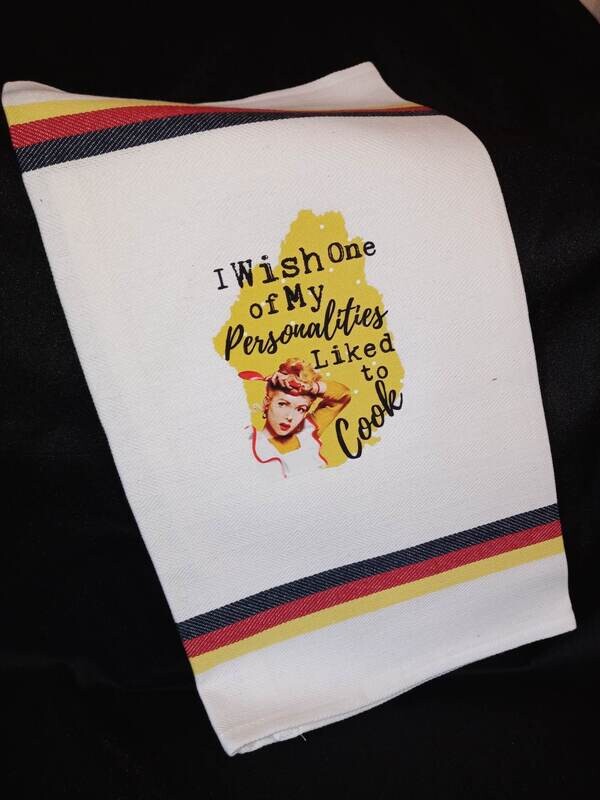 I Wish One
of My
Personalities
Liked
to
Cook